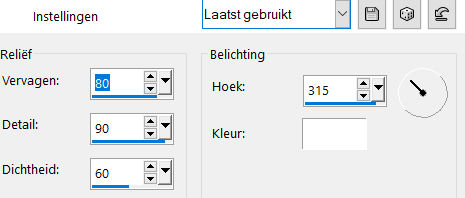 Instellingen Laatst gebruikt
Reliëf
Vervagen: 80
Detail: 90
Dichtheid: 60
Belichting
Hoek: 315
Kleur: